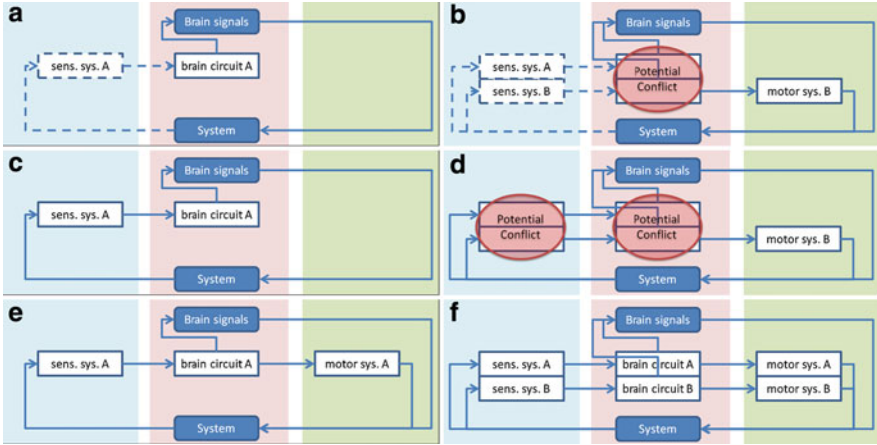 a
Brain signals
sens. sys. A
brain circuit A
System
b
Brain signals
sens. sys. A
sens. sys. B
Potential
Conflict
motor sys. B
System
c
Brain signals
sens. sys. A
brain circuit A
System
d
Brain signals
Potential
Conflict
Potential
Conflict
motor sys. B
System
e
Brain signals
sens. sys. A
brain circuit A
motor sys. A
System
f
Brain signals
sens. sys. A
brain circuit A
motor sys. A
sens. sys. B
brain circuit B
motor sys. B
System